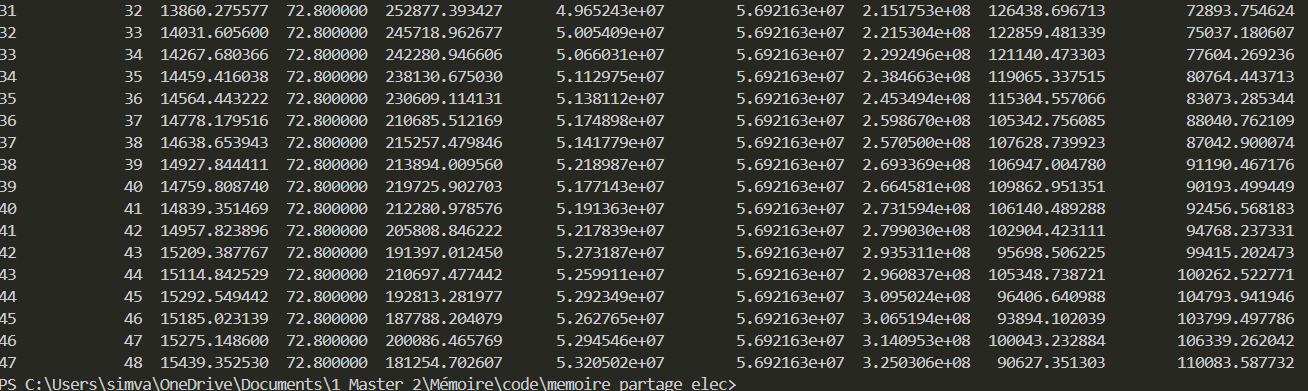 31 32 13860.275577 72.800000 252877.393427 4.965243e+07 5.692163e+07 2.151753e+08 126438.696713 72893.754624
32 33 14031.605600 72.800000 245718.962677 5.005409e+07 5.692163e+07 2.215304e+08 122859.481339 75037.180607
33 34 14267.680366 72.800000 242280.946606 5.066031e+07 5.692163e+07 2.292496e+08 121140.473303 77604.269236
34 35 14459.416038 72.800000 238130.675030 5.112975e+07 5.692163e+07 2.384663e+08 119065.337515 80764.443713
35 36 14564.443222 72.800000 230609.114131 5.138112e+07 5.692163e+07 2.453494e+08 115304.557066 83073.285344
36 37 14778.179516 72.800000 210685.512169 5.174898e+07 5.692163e+07 2.598670e+08 105342.756085 88040.762109
37 38 14638.653943 72.800000 215257.479846 5.141779e+07 5.692163e+07 2.570500e+08 107628.739923 87042.900074
38 39 14927.844411 72.800000 213894.009560 5.218987e+07 5.692163e+07 2.693369e+08 106947.004780 91190.467176
39 40 14759.808740 72.800000 219725.902703 5.177143e+07 5.692163e+07 2.664581e+08 109862.951351 90193.499449
40 41 14839.351469 72.800000 212280.978576 5.191363e+07 5.692163e+07 2.731594e+08 106140.489288 92456.568183
41 42 14957.823896 72.800000 205808.846222 5.217839e+07 5.692163e+07 2.799030e+08 102904.423111 94768.237331
42 43 15209.387767 72.800000 191397.012450 5.273187e+07 5.692163e+07 2.935311e+08 95698.506225 99415.202473
43 44 15114.842529 72.800000 210697.477442 5.259911e+07 5.692163e+07 2.960837e+08 105348.738721 100262.522771
44 45 15292.549442 72.800000 192813.281977 5.292349e+07 5.692163e+07 3.095024e+08 96406.640988 104793.941946
45 46 15185.023139 72.800000 187788.204079 5.262765e+07 5.692163e+07 3.065194e+08 93894.102039 103799.497786
46 47 15275.148600 72.800000 200086.465769 5.294546e+07 5.692163e+07 3.140953e+08 100043.232884 106339.262042
47 48 15439.352530 72.800000 181254.702607 5.320502e+07 5.692163e+07 3.250306e+08 90627.351303 110083.587732
PS C:\Users\simva\OneDrive\Documents\1 Master 2\Mémoire\code\memoire partage elec>